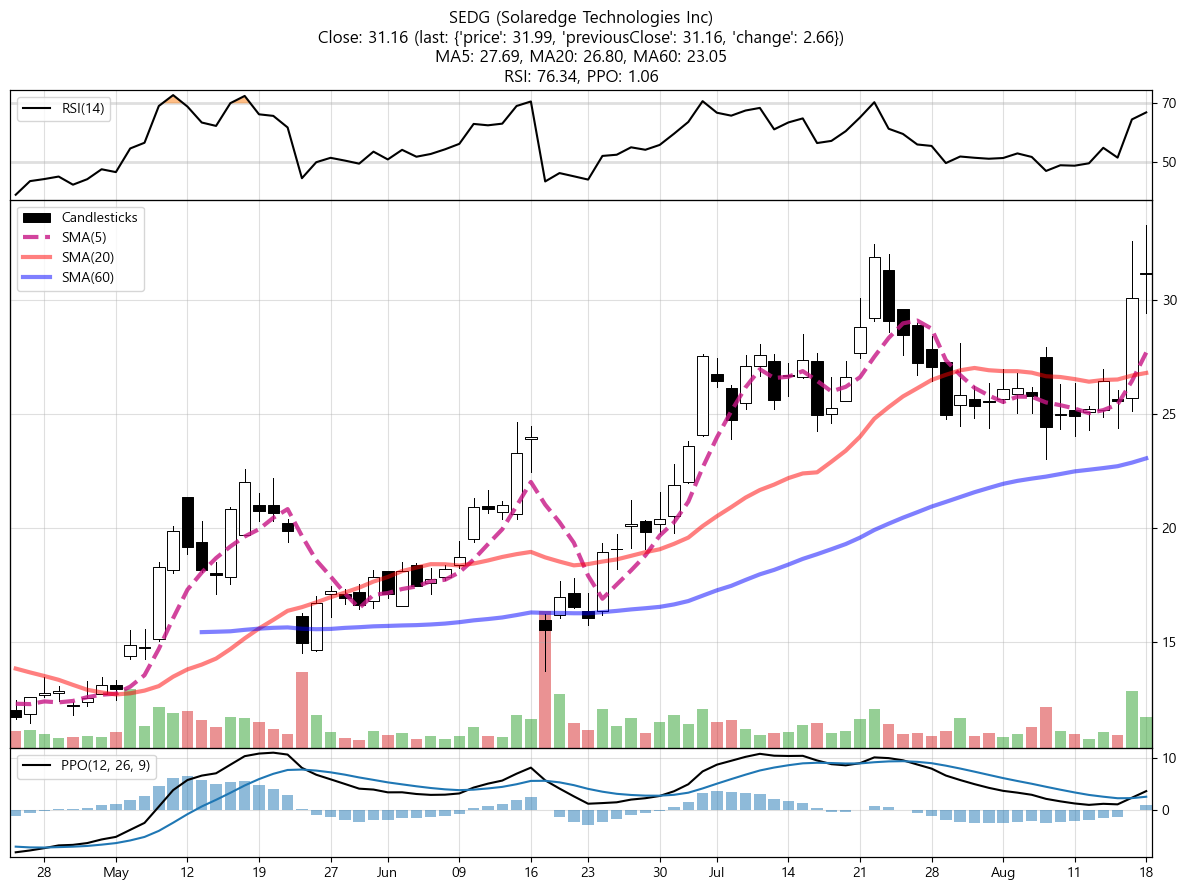 SEDG (Solaredge Technologies Inc)
Close: 31.16 (last: {'price': 31.99, 'previousClose': 31.16, 'change': 2.66})
MA5: 27.69, MA20: 26.80, MA60: 23.05
RSI: 76.34, PPO: 1.06
RSI(14)
70
50
Candlesticks
SMA(5)
SMA(20)
SMA(60)
30
25
20
15
PPO(12, 26, 9)
10
0
28 May 12 19 27 Jun 09 16 23 30 Jul 14 21 28 Aug 11 18